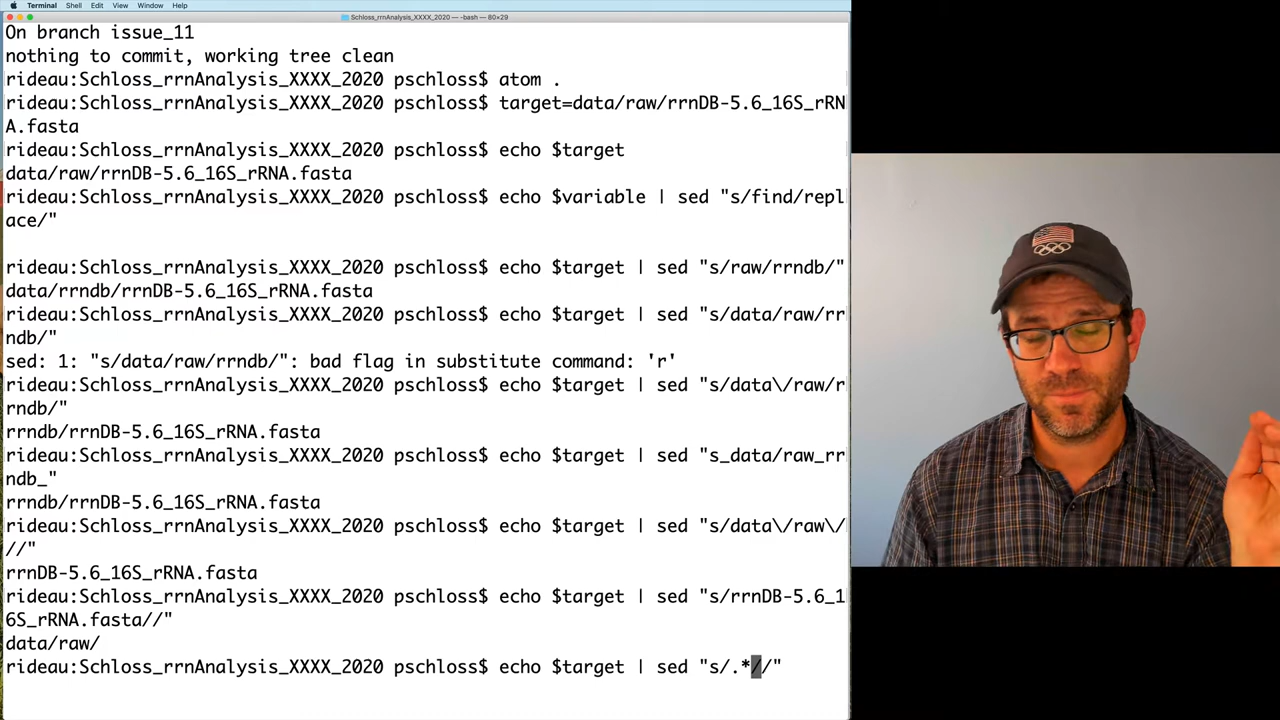 Terminal Shell Edit View Window Help
Schloss_rrnAnalysis_XXXX_2020 — -bash — 80×29
On branch issue_11
nothing to commit, working tree clean
rideau:Schloss_rrnAnalysis_XXXX_2020 pschloss$ atom .
rideau:Schloss_rrnAnalysis_XXXX_2020 pschloss$ target=data/raw/rrnDB-5.6_16S_rRN
A.fasta
rideau:Schloss_rrnAnalysis_XXXX_2020 pschloss$ echo $target
data/raw/rrnDB-5.6_16S_rRNA.fasta
rideau:Schloss_rrnAnalysis_XXXX_2020 pschloss$ echo $variable | sed "s/find/repl
ace/"
rideau:Schloss_rrnAnalysis_XXXX_2020 pschloss$ echo $target | sed "s/raw/rrndb/"
data/rrndb/rrnDB-5.6_16S_rRNA.fasta
rideau:Schloss_rrnAnalysis_XXXX_2020 pschloss$ echo $target | sed "s/data/raw/rr
ndb/"
sed: 1: "s/data/raw/rrndb/": bad flag in substitute command: 'r'
rideau:Schloss_rrnAnalysis_XXXX_2020 pschloss$ echo $target | sed "s/data\/raw/r
rndb/"
rrndb/rrnDB-5.6_16S_rRNA.fasta
rideau:Schloss_rrnAnalysis_XXXX_2020 pschloss$ echo $target | sed "s_data/raw_rr
ndb_"
rrndb/rrnDB-5.6_16S_rRNA.fasta
rideau:Schloss_rrnAnalysis_XXXX_2020 pschloss$ echo $target | sed "s/data\/raw\/
//"
rrnDB-5.6_16S_rRNA.fasta
rideau:Schloss_rrnAnalysis_XXXX_2020 pschloss$ echo $target | sed "s/rrnDB-5.6_1
6S_rRNA.fasta//"
data/raw/
rideau:Schloss_rrnAnalysis_XXXX_2020 pschloss$ echo $target | sed "s/.*//"